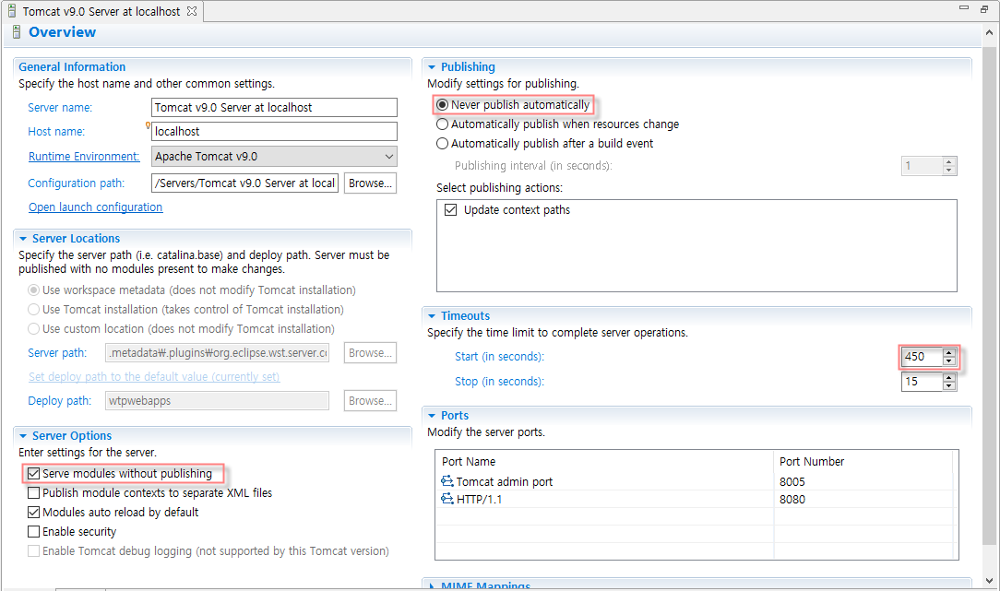 Tomcat v9.0 Server at localhost
Overview
General Information
Specify the host name and other common settings.
Server name:
Tomcat v9.0 Server at localhost
Host name:
localhost
Runtime Environment:
Apache Tomcat v9.0
Configuration path:
/Servers/Tomcat v9.0 Server at local
Browse...
Open launch configuration
Server Locations
Specify the server path (i.e. catalina.base) and deploy path. Server must be
published with no modules present to make changes.
Use workspace metadata (does not modify Tomcat installation)
Use Tomcat installation (takes control of Tomcat installation)
Use custom location (does not modify Tomcat installation)
Server path:
.metadata₩.plugins₩org.eclipse.wst.server.co
Browse...
Set deploy path to the default value (currently set)
Deploy path:
wtpwebapps
Browse...
Server Options
Enter settings for the server.
Serve modules without publishing
Publish module contexts to separate XML files
Modules auto reload by default
Enable security
Enable Tomcat debug logging (not supported by this Tomcat version)
Publishing
Modify settings for publishing.
Never publish automatically
Automatically publish when resources change
Automatically publish after a build event
Publishing interval (in seconds):
1
Select publishing actions:
Update context paths
Timeouts
Specify the time limit to complete server operations.
Start (in seconds):
450
Stop (in seconds):
15
Ports
Modify the server ports.
Port Name
Port Number
Tomcat admin port
8005
HTTP/1.1
8080
MIME Mappings